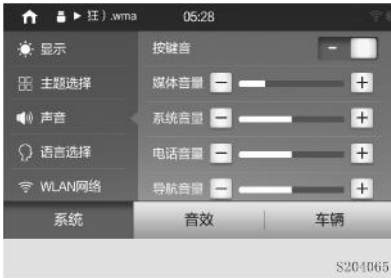 狂）.wma 05:28
显示
按键音
主题选择
媒体音量
声音
系统音量
语言选择
电话音量
WLAN网络
导航音量
系统 音效 车辆
S204065